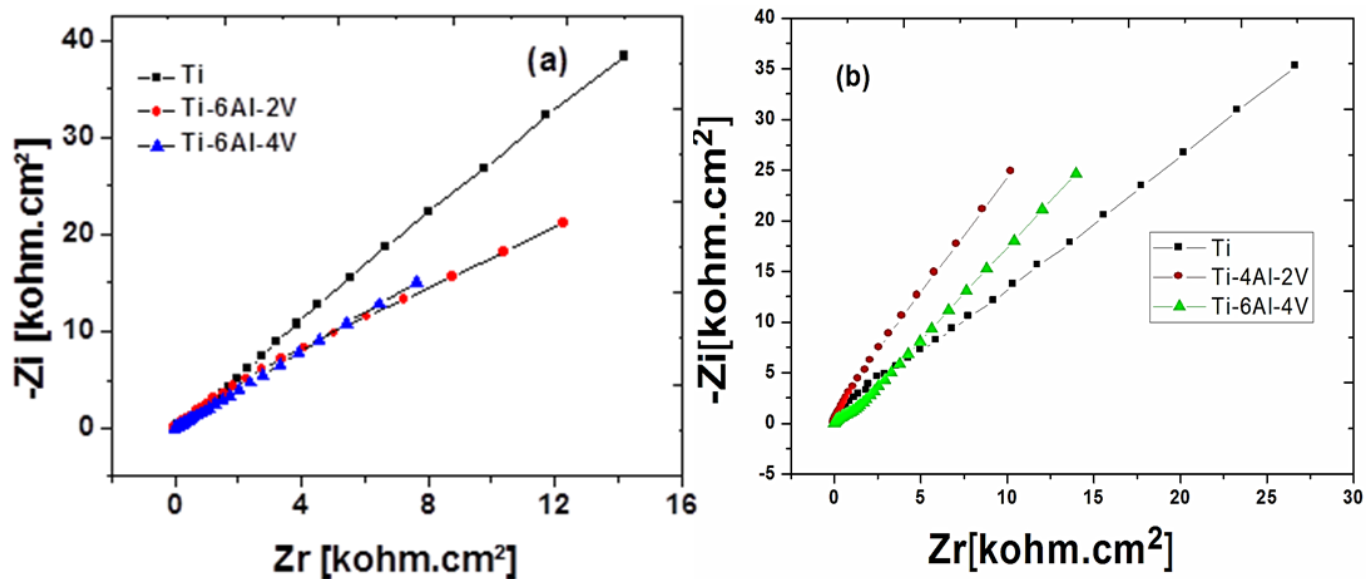 (a)
Ti
Ti-6Al-2V
Ti-6Al-4V
-Zi [kohm.cm²]
40
30
20
10
0
0 4 8 12 16
Zr [kohm.cm²]
(b)
Ti
Ti-4Al-2V
Ti-6Al-4V
-Zi[kohm.cm²]
40
35
30
25
20
15
10
5
0
-5
0 5 10 15 20 25 30
Zr[kohm.cm²]